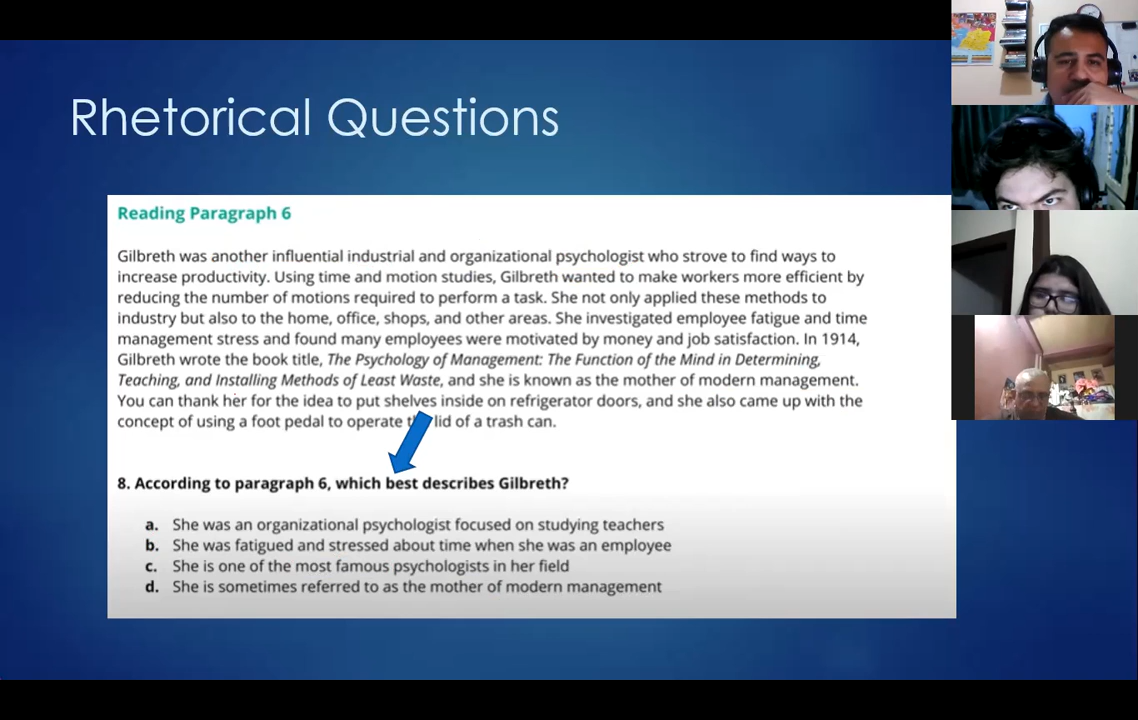 Rhetorical Questions
Reading Paragraph 6
Gilbreth was another influential industrial and organizational psychologist who strove to find ways to
increase productivity. Using time and motion studies, Gilbreth wanted to make workers more efficient by
reducing the number of motions required to perform a task. She not only applied these methods to
industry but also to the home, office, shops, and other areas. She investigated employee fatigue and time
management stress and found many employees were motivated by money and job satisfaction. In 1914,
Gilbreth wrote the book title, The Psychology of Management: The Function of the Mind in Determining,
Teaching, and Installing Methods of Least Waste, and she is known as the mother of modern management.
You can thank her for the idea to put shelves inside on refrigerator doors, and she also came up with the
concept of using a foot pedal to operate lid of a trash can.
8. According to paragraph 6, which best describes Gilbreth?
a. She was an organizational psychologist focused on studying teachers
b. She was fatigued and stressed about time when she was an employee
c. She is one of the most famous psychologists in her field
d. She is sometimes referred to as the mother of modern management